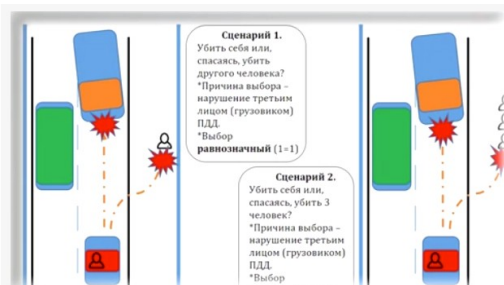 Сценарий 1.
Убить себя или,
спасаясь, убить
другого человека?
*Причина выбора –
нарушение третьим
лицом (грузовиком)
ПДД.
*Выбор
равнозначный (1=1)
Сценарий 2.
Убить себя или,
спасаясь, убить 3
человек?
*Причина выбора –
нарушение третьим
лицом (грузовиком)
ПДД.
*Выбор